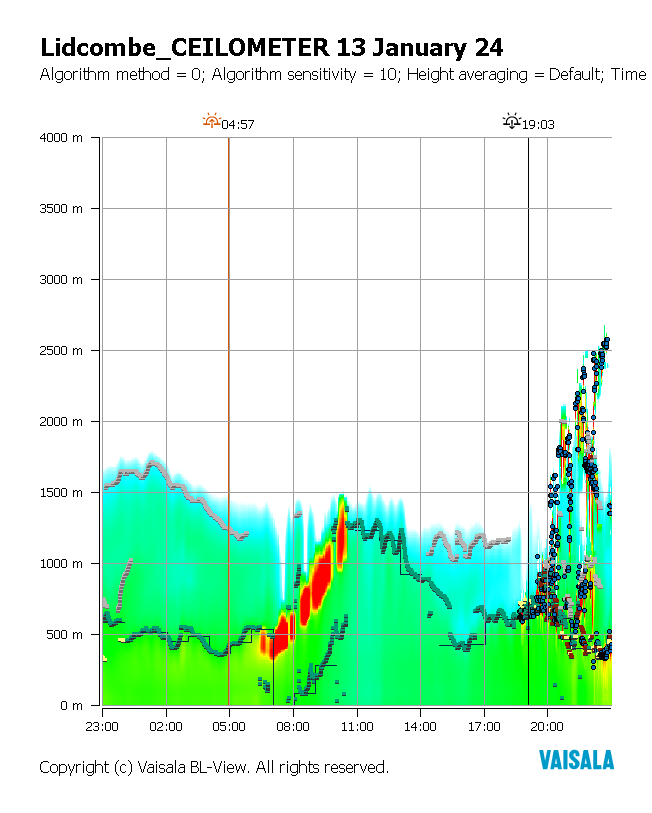 Lidcombe_CEILOMETER 13 January 24
Algorithm method = 0; Algorithm sensitivity = 10; Height averaging = Default; Time
04:57
19:03
4000 m
3500 m
3000 m
2500 m
2000 m
1500 m
1000 m
500 m
0 m
23:00 02:00 05:00 08:00 11:00 14:00 17:00 20:00
VAISALA
Copyright (c) Vaisala BL-View. All rights reserved.